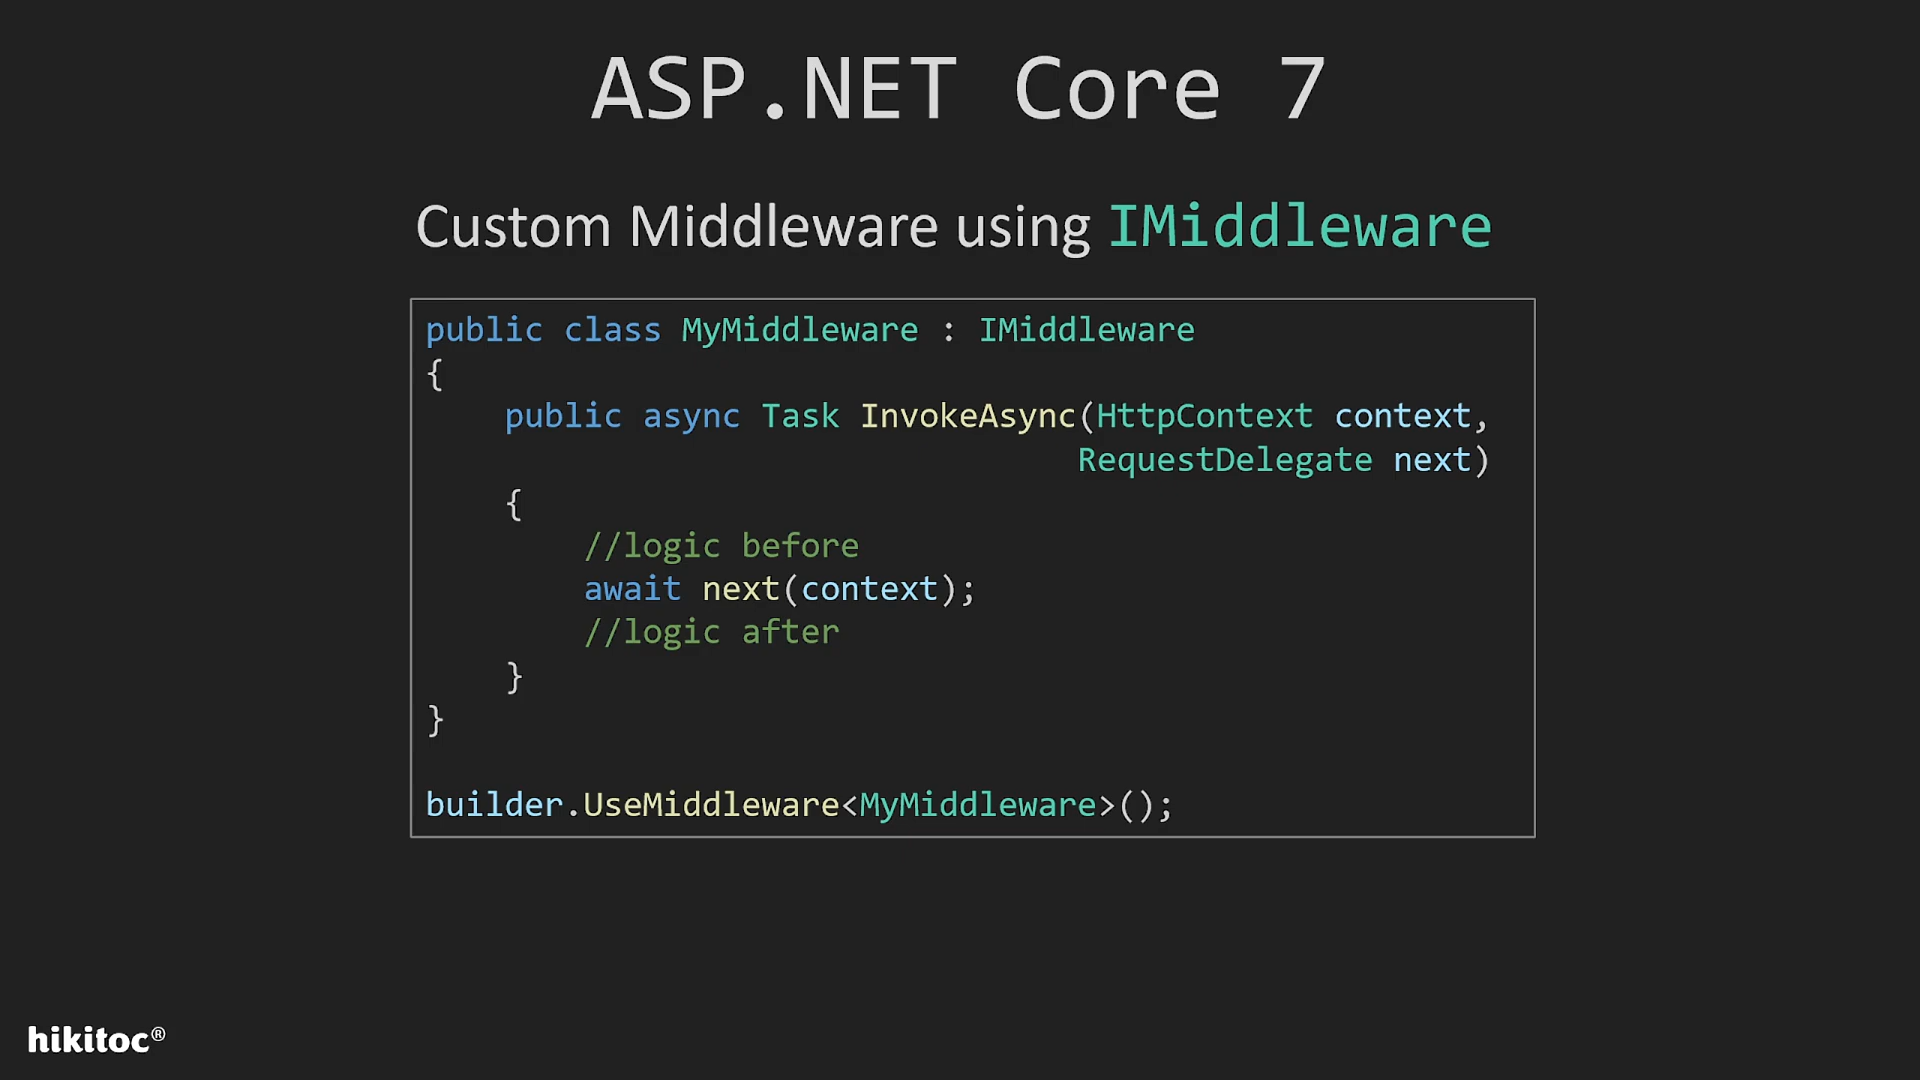 ASP.NET Core 7
Custom Middleware using IMiddleware
public class MyMiddleware : IMiddleware
{
    public async Task InvokeAsync(HttpContext context,
                                 RequestDelegate next)
    {
        //logic before
        await next(context);
        //logic after
    }
}
builder.UseMiddleware<MyMiddleware>();
hikitoc®